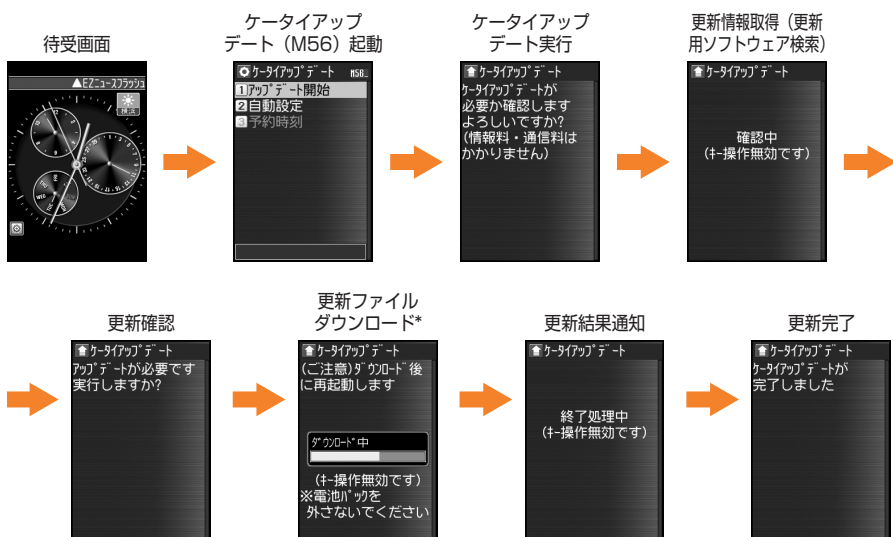 待受画面
▲EZニュースフラッシュ
横浜
ケータイアップ
デート（M56）起動
ｹｰﾀｲｱｯﾌﾟﾃﾞｰﾄ M56_
1ｱｯﾌﾟﾃﾞｰﾄ開始
2自動設定
3予約時刻
ケータイアップ
デート実行
ｹｰﾀｲｱｯﾌﾟﾃﾞｰﾄ
ｹｰﾀｲｱｯﾌﾟﾃﾞｰﾄが
必要か確認します
よろしいですか?
(情報料・通信料は
かかりません)
更新情報取得（更新
用ソフトウェア検索）
ｹｰﾀｲｱｯﾌﾟﾃﾞｰﾄ
確認中
(ｷｰ操作無効です)
更新確認
ｹｰﾀｲｱｯﾌﾟﾃﾞｰﾄ
ｱｯﾌﾟﾃﾞｰﾄが必要です
実行しますか?
更新ファイル
ダウンロード*
ｹｰﾀｲｱｯﾌﾟﾃﾞｰﾄ
(ご注意)ﾀﾞｳﾝﾛｰﾄﾞ後
に再起動します
ﾀﾞｳﾝﾛｰﾄﾞ中
(ｷｰ操作無効です)
※電池ﾊﾟｯｸを
外さないでください
更新結果通知
ｹｰﾀｲｱｯﾌﾟﾃﾞｰﾄ
終了処理中
(ｷｰ操作無効です)
更新完了
ｹｰﾀｲｱｯﾌﾟﾃﾞｰﾄ
ｹｰﾀｲｱｯﾌﾟﾃﾞｰﾄが
完了しました